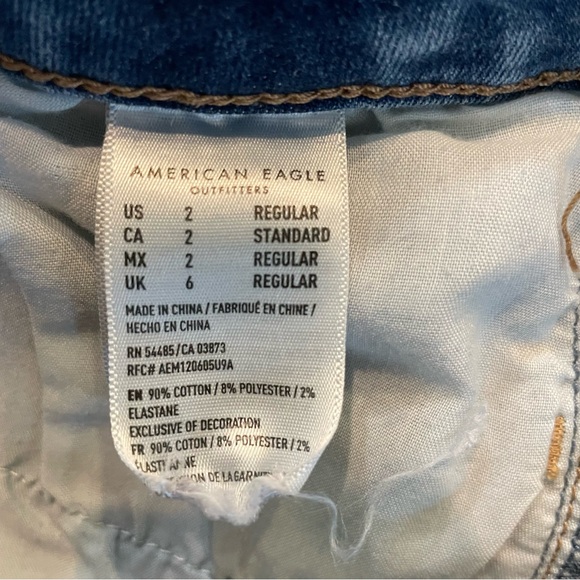 AMERICAN EAGLE
OUTFITTERS
US 2 REGULAR
CA 2 STANDARD
MX 2 REGULAR
UK 6 REGULAR
MADE IN CHINA / FABRIQUÉ EN CHINE /
HECHO EN CHINA
RN 54485/CA 03873
RFC# AEM120605U9A
EN 90% COTTON / 8% POLYESTER / 2%
ELASTANE
EXCLUSIVE OF DECORATION
FR 90% COTON / 8% POLYESTER / 2%
DE LA